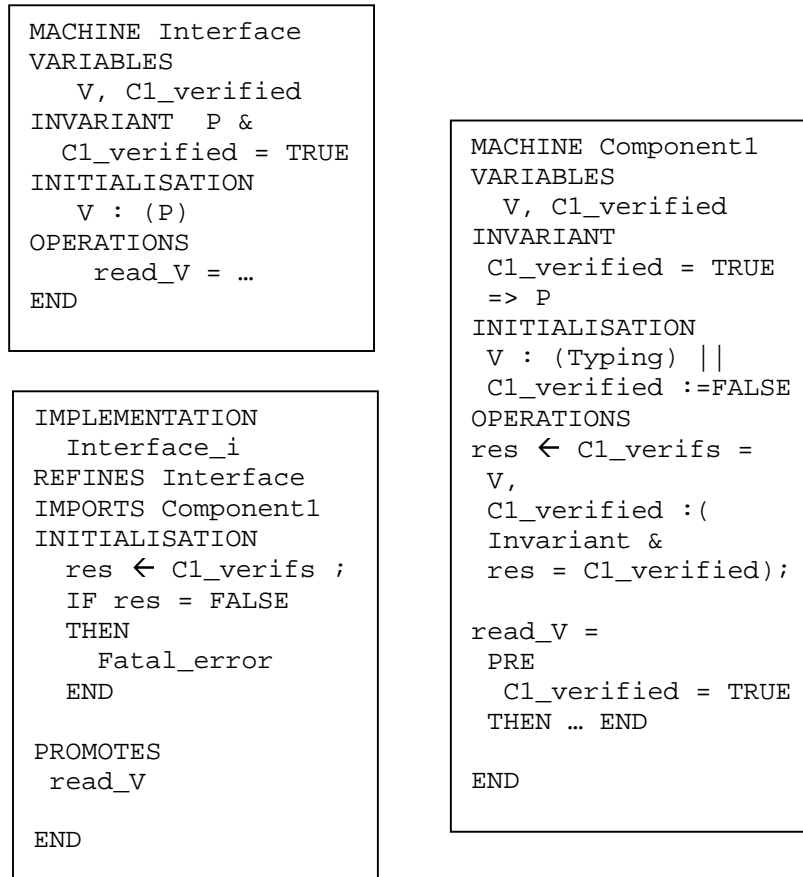 MACHINE Interface
VARIABLES
V, C1_verified
INVARIANT P &
C1_verified = TRUE
INITIALISATION
V : (P)
OPERATIONS
read_V = …
END
IMPLEMENTATION
Interface_i
REFINES Interface
IMPORTS Component1
INITIALISATION
res ← C1_verifs ;
IF res = FALSE
THEN
Fatal_error
END
PROMOTES
read_V
END
MACHINE Component1
VARIABLES
V, C1_verified
INVARIANT
C1_verified = TRUE
=> P
INITIALISATION
V : (Typing) ||
C1_verified :=FALSE
OPERATIONS
res ← C1_verifs =
V,
C1_verified :(
Invariant &
res = C1_verified);
read_V =
PRE
C1_verified = TRUE
THEN … END
END